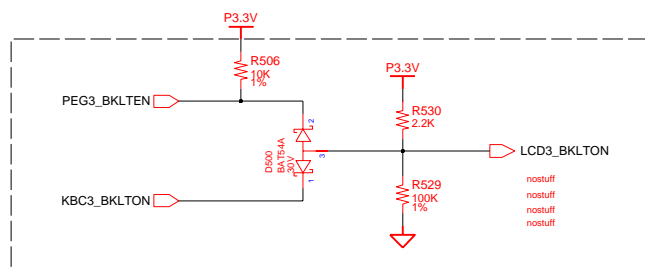 P3.3V
R506
10K
1%
P3.3V
PEG3_BKLTEN
R530
2.2K
2
D500
BAT54A
30V
3
LCD3_BKLTON
1
R529
100K
1%
nostuff
nostuff
nostuff
nostuff
KBC3_BKLTON